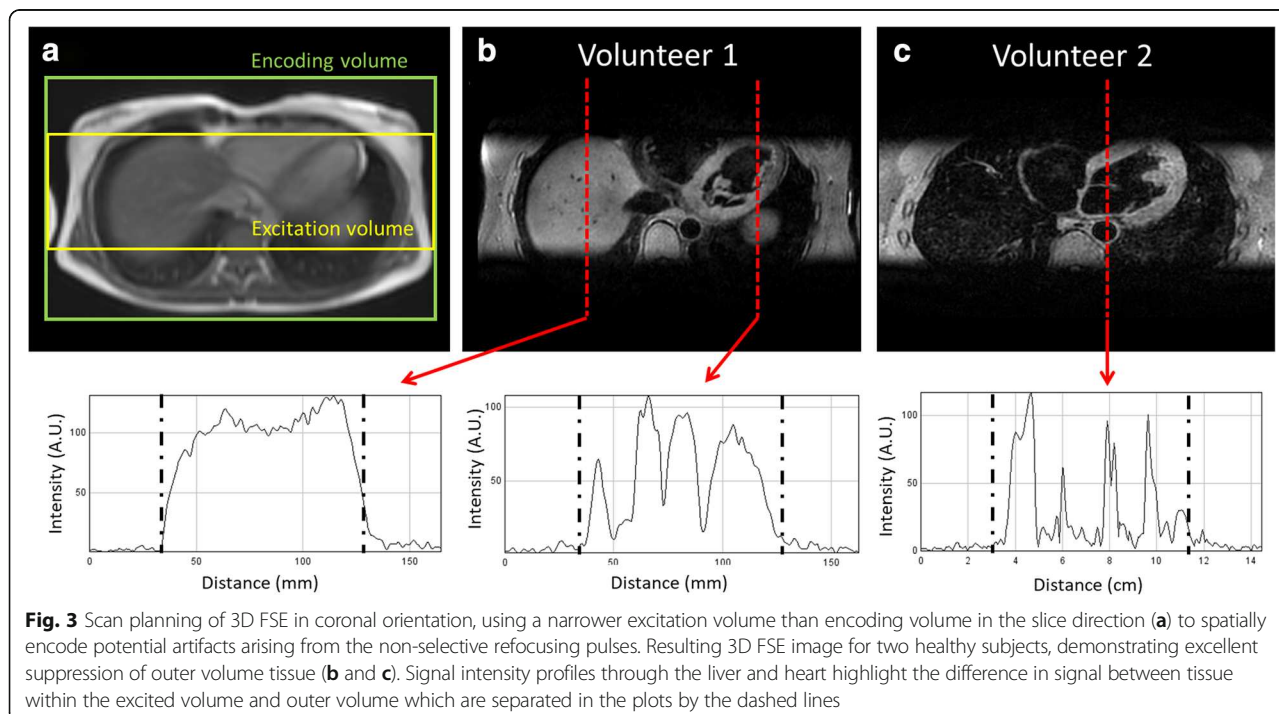 a
Encoding volume
Excitation volume
b
Volunteer 1
c
Volunteer 2
Intensity (A.U.)
100
50
0
50
100
150
Distance (mm)
Intensity (A.U.)
100
50
0
50
100
150
Distance (mm)
Intensity (A.U.)
100
50
0
0
2
4
6
8
10
12
14
Distance (cm)
Fig. 3 Scan planning of 3D FSE in coronal orientation, using a narrower excitation volume than encoding volume in the slice direction (a) to spatially
encode potential artifacts arising from the non-selective refocusing pulses. Resulting 3D FSE image for two healthy subjects, demonstrating excellent
suppression of outer volume tissue (b and c). Signal intensity profiles through the liver and heart highlight the difference in signal between tissue
within the excited volume and outer volume which are separated in the plots by the dashed lines